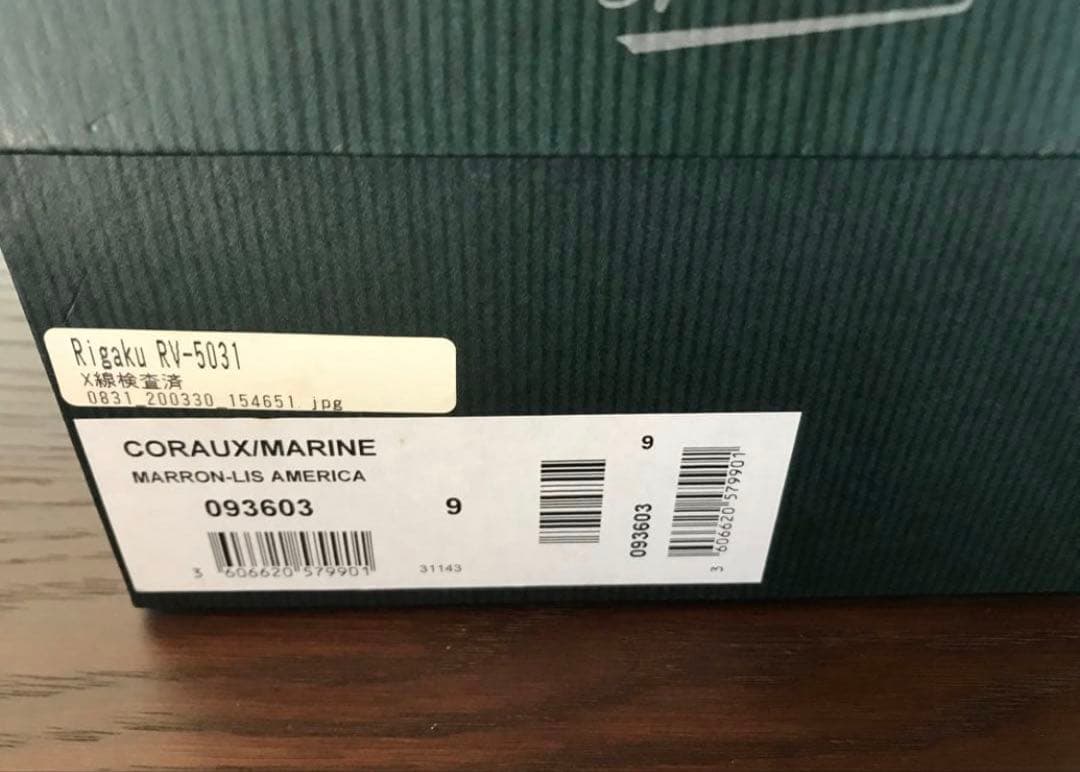 Rigaku RV-5031
X線検査済
0831_200330_154651.jpg
CORAUX/MARINE
MARRON-LIS AMERICA
093603
9
3 606620 579901
31143
9
093603
3 606620 579901